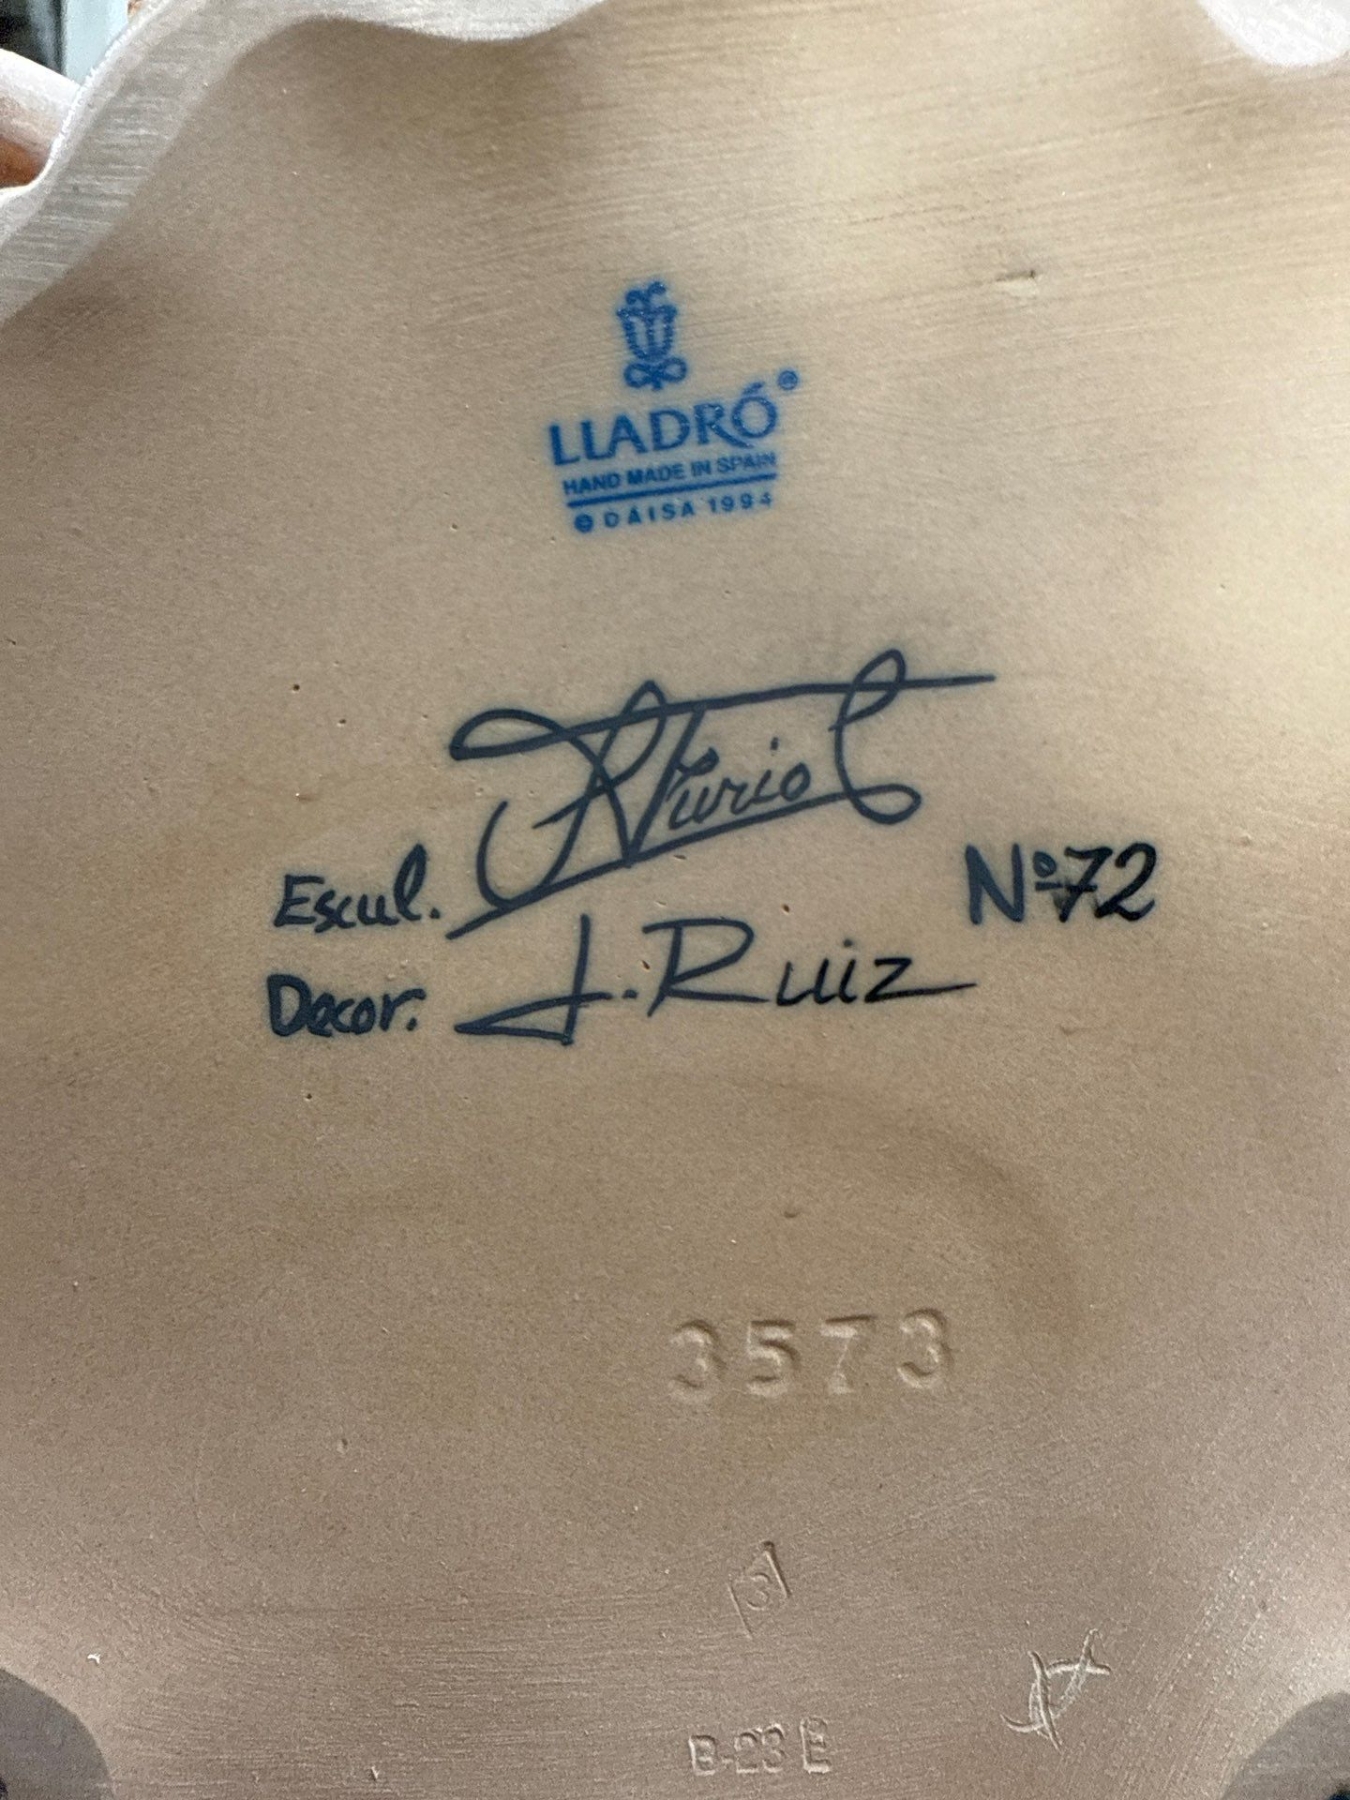 LLADRÓ®
HAND MADE IN SPAIN
© DAISA 1994
Escul.
Nº72
Decor. J. Ruiz
3573
B-23 E